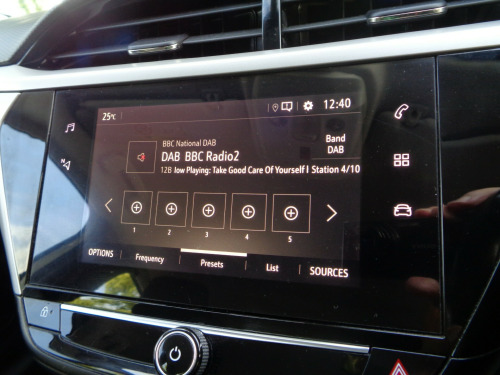 25°C
12:40
BBC National DAB
DAB BBC Radio2
12B low Playing: Take Good Care Of Yourself I Station 4/10
Band
DAB
1 2 3 4 5
OPTIONS Frequency Presets List SOURCES